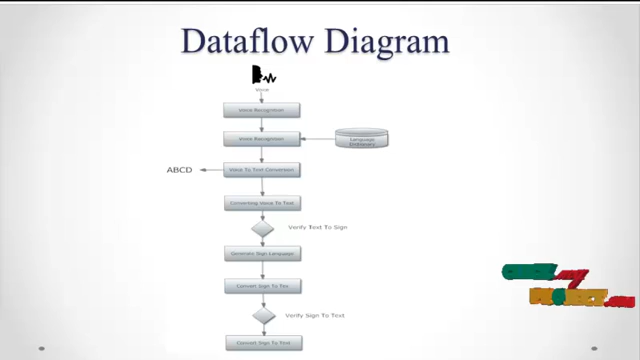 Dataflow Diagram
Voice
Voice Recognition
Voice Recognition
Language
Dictionary
ABCD
Voice To Text Conversion
Converting Voice To Text
Verify Text To Sign
Generate Sign Language
Convert Sign To Text
Verify Sign To Text
Convert Sign To Text